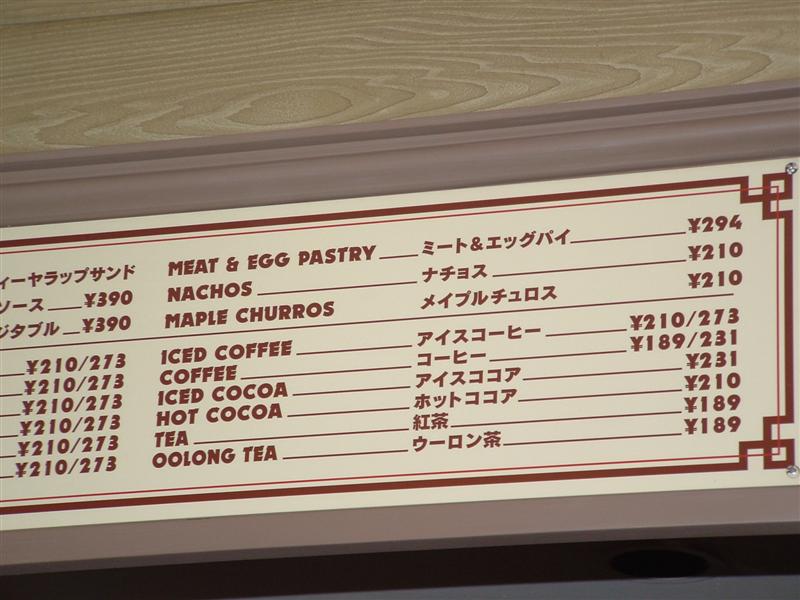 ィーヤラップサンド MEAT & EGG PASTRY ミート&エッグパイ ¥294
ソース ¥390 NACHOS ナチョス ¥210
ジタブル ¥390 MAPLE CHURROS メイプルチュロス ¥210
¥210/273 ICED COFFEE アイスコーヒー ¥210/273
¥210/273 COFFEE コーヒー ¥189/231
¥210/273 ICED COCOA アイスココア ¥231
¥210/273 HOT COCOA ホットココア ¥210
¥210/273 TEA 紅茶 ¥189
¥210/273 OOLONG TEA ウーロン茶 ¥189